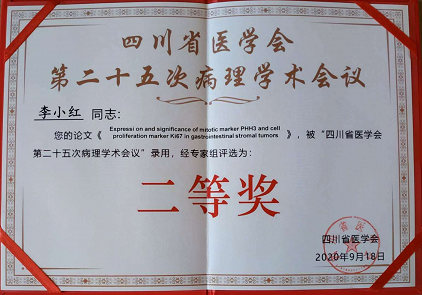 四川省医学会
第二十五次病理学术会议
李小红 同志：
您的论文《 Expressi on and significance of mitotic marker PHH3 and cell
proliferation marker Ki67 in gastrointestinal stromal tumors 》，被“四川省医学会
第二十五次病理学术会议”录用，经专家组评选为：
二等奖
四川省医学会
2020年9月18日